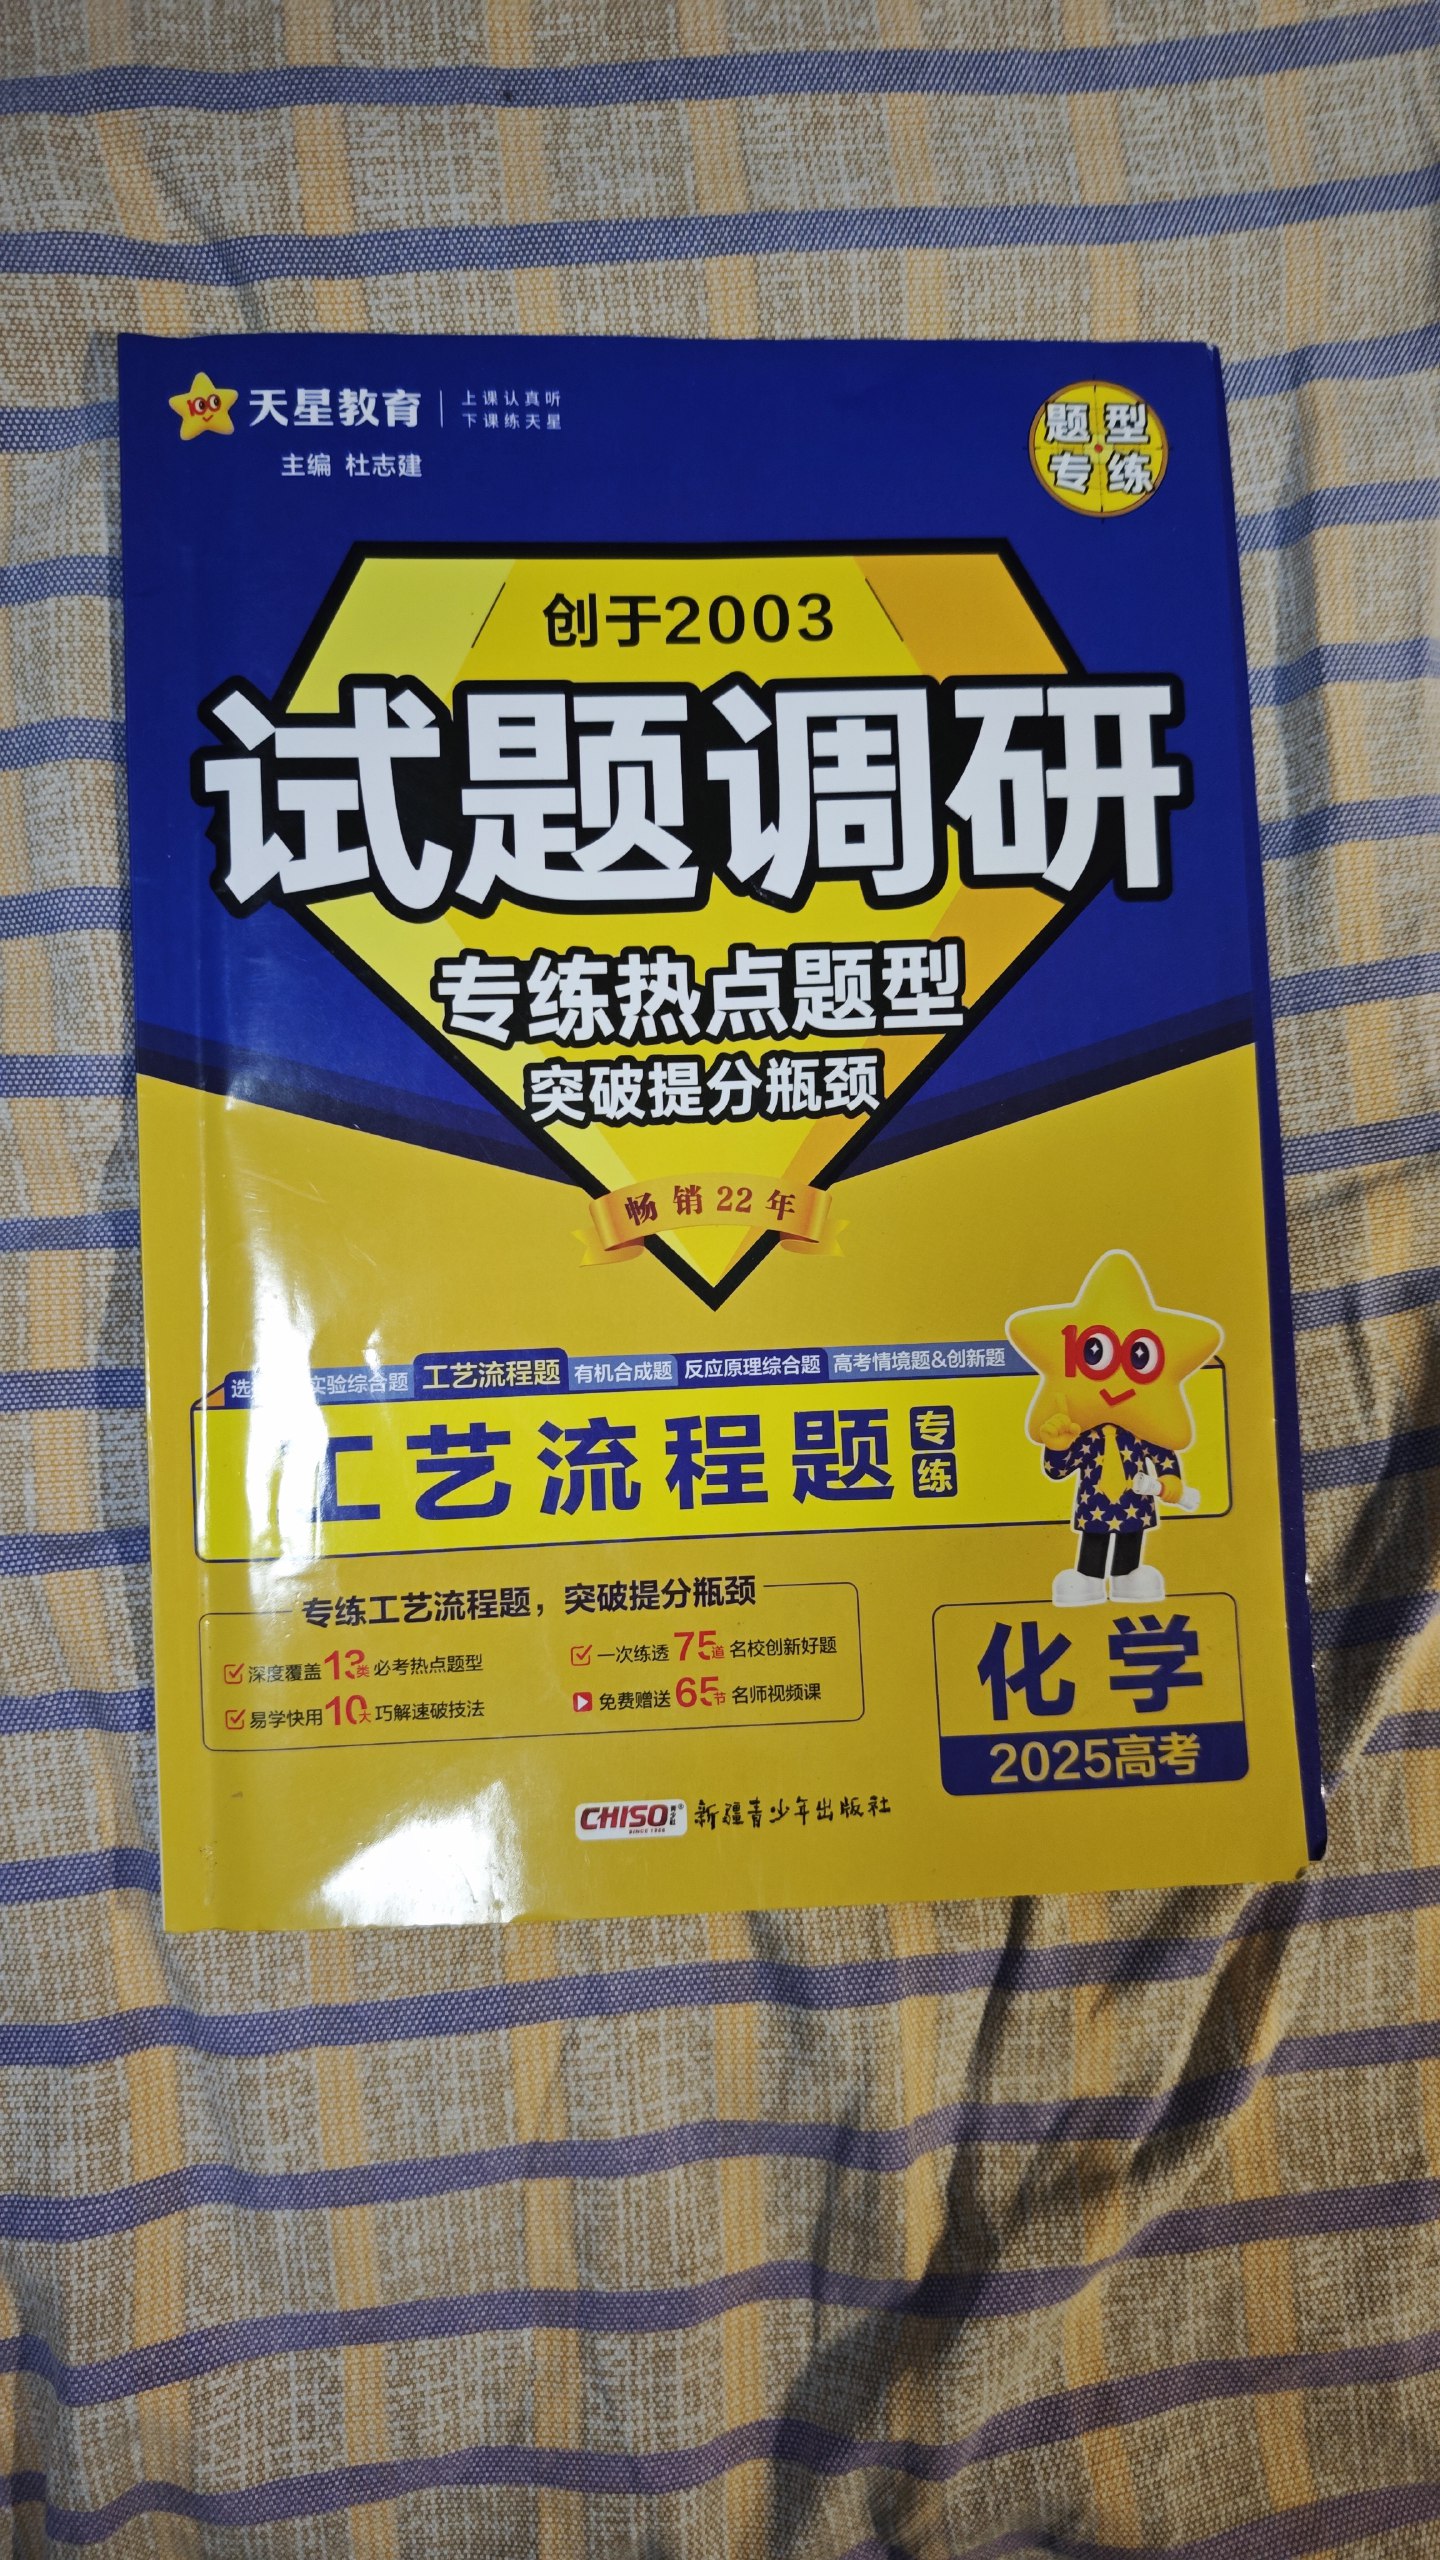 100 天星教育
上课认真听
下课练天星
主编 杜志建
题型
专练
创于2003
试题调研
专练热点题型
突破提分瓶颈
畅销22年
选 实验综合题 工艺流程题 有机合成题 反应原理综合题 高考情境题&创新题
100
工艺流程题 专练
专练工艺流程题，突破提分瓶颈
深度覆盖13类必考热点题型
一次练透75道名校创新好题
易学快用10大巧解速破技法
免费赠送65节名师视频课
化学
2025高考
CHISO 新疆青少年出版社